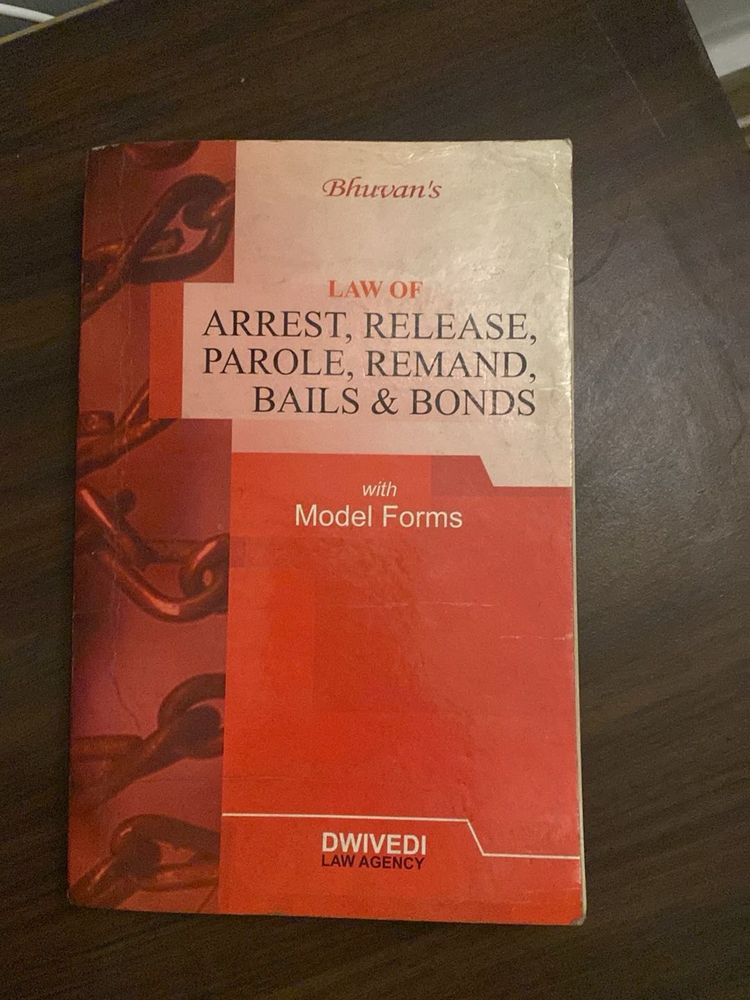 Bhuvan's
LAW OF
ARREST, RELEASE,
PAROLE, REMAND,
BAILS & BONDS
with
Model Forms
DWIVEDI
LAW AGENCY